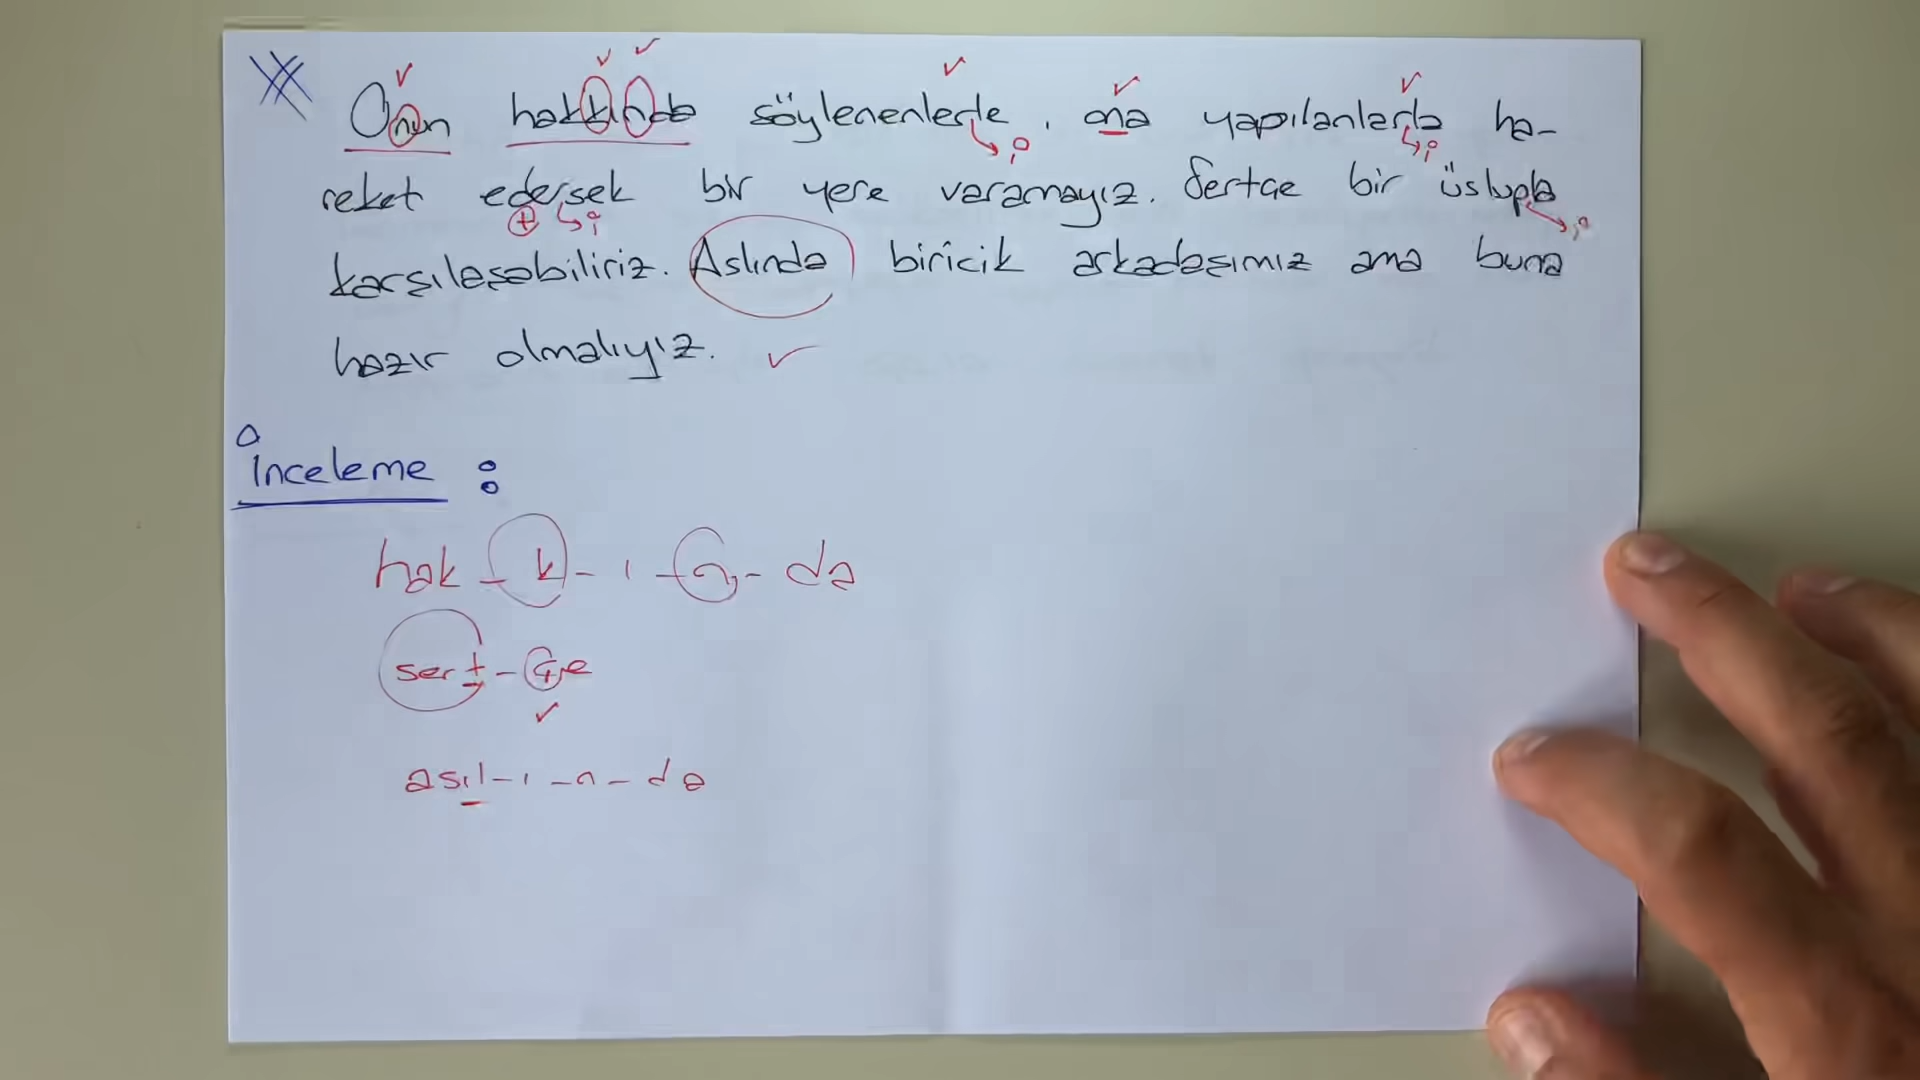 Onun hakkında söylenenlerle, ona yapılanlarla ha-
reket edersek bir yere varamayız. Sertçe bir üslupla
karşılaşabiliriz. Aslında biricik arkadaşımız ama buna
hazır olmalıyız.
İnceleme :
hak - k - ı - n - da
sert - çe
asıl - ı - n - da